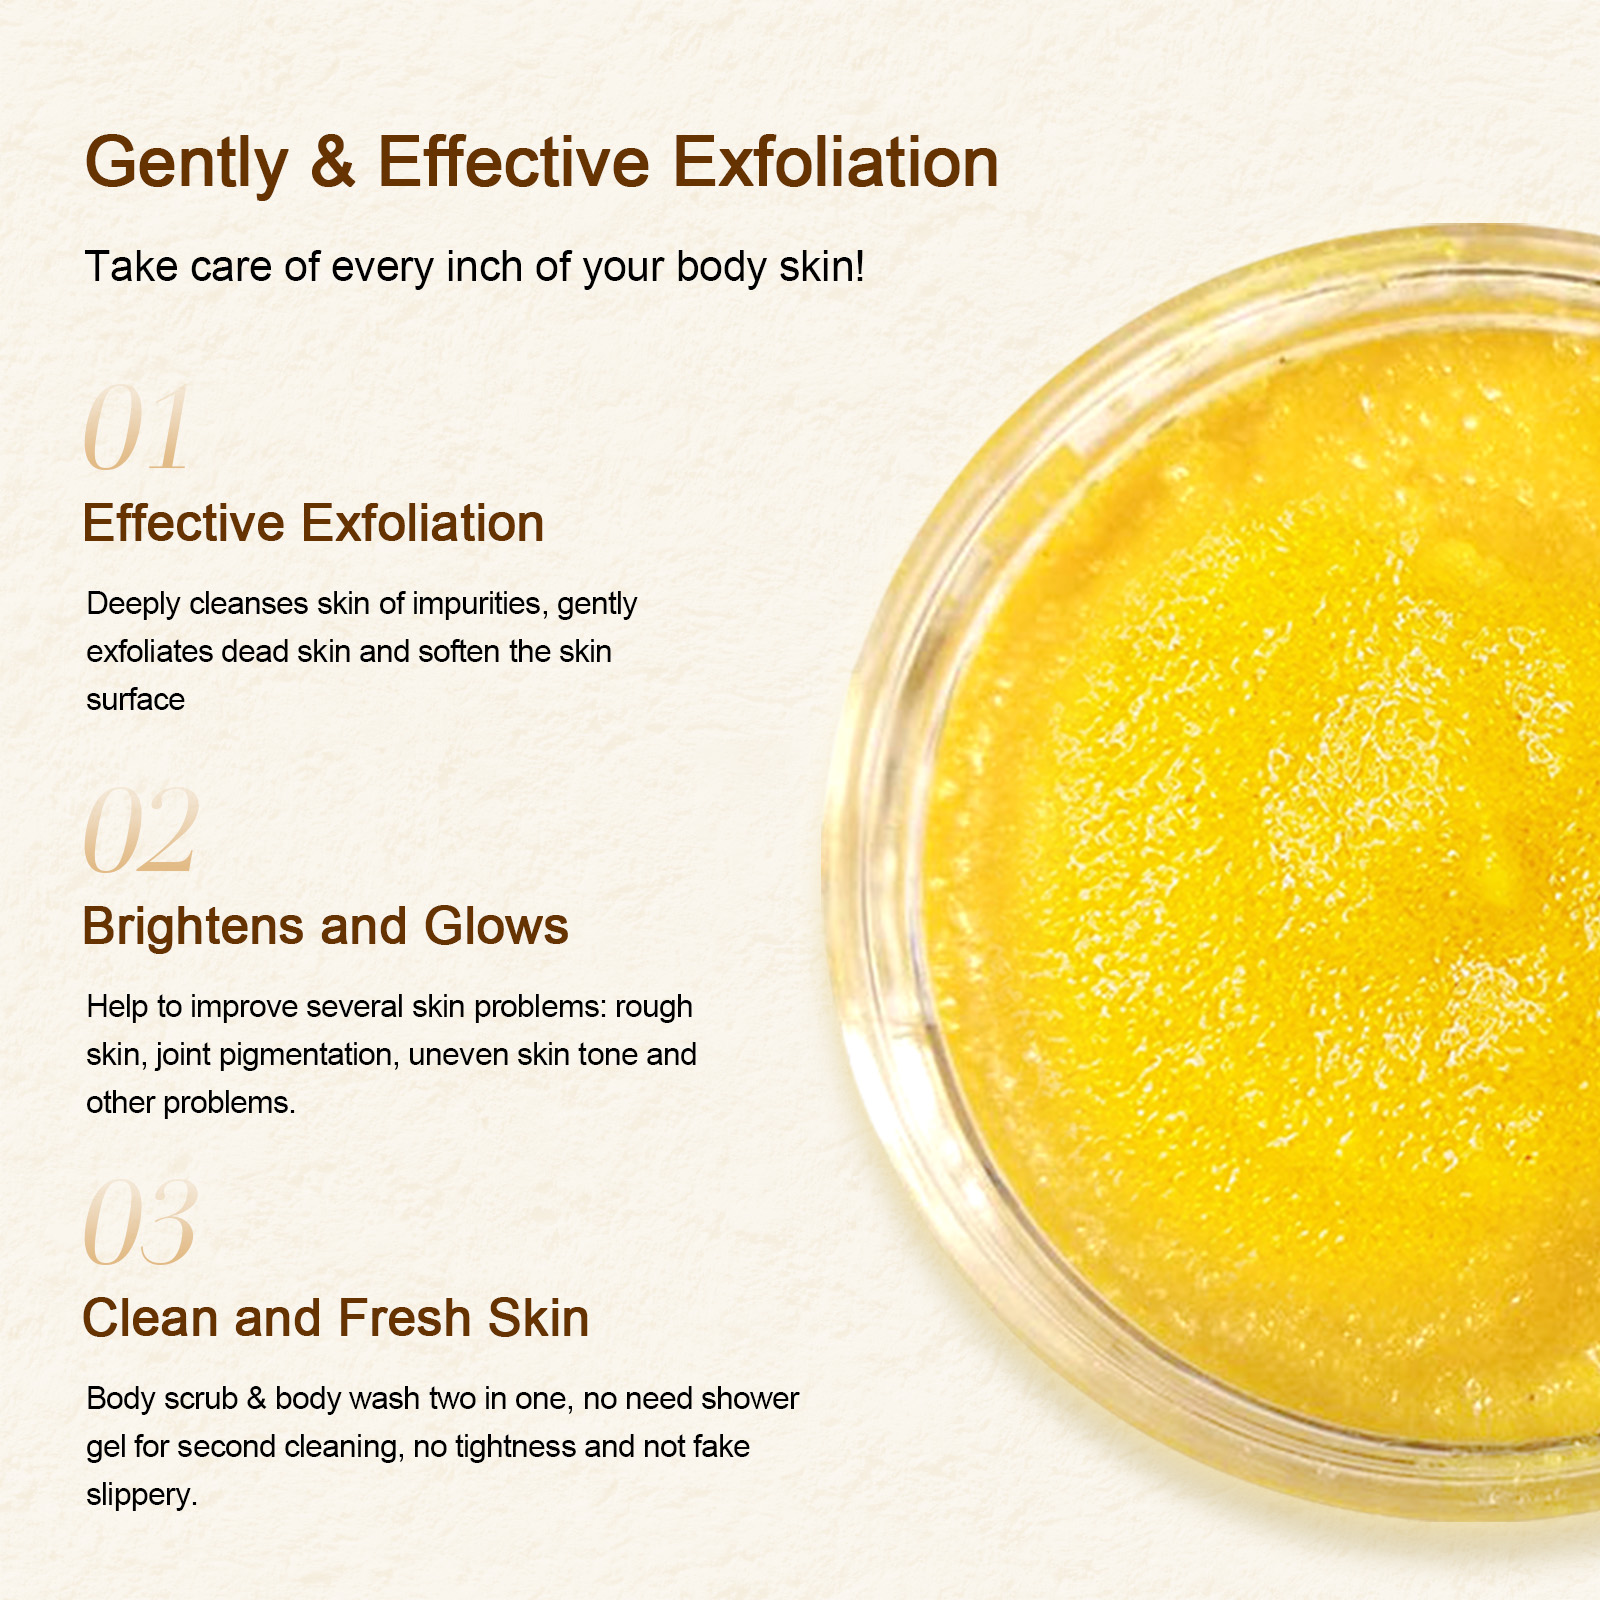 Gently & Effective Exfoliation
Take care of every inch of your body skin!
01
Effective Exfoliation
Deeply cleanses skin of impurities, gently
exfoliates dead skin and soften the skin
surface
02
Brightens and Glows
Help to improve several skin problems: rough
skin, joint pigmentation, uneven skin tone and
other problems.
03
Clean and Fresh Skin
Body scrub & body wash two in one, no need shower
gel for second cleaning, no tightness and not fake
slippery.